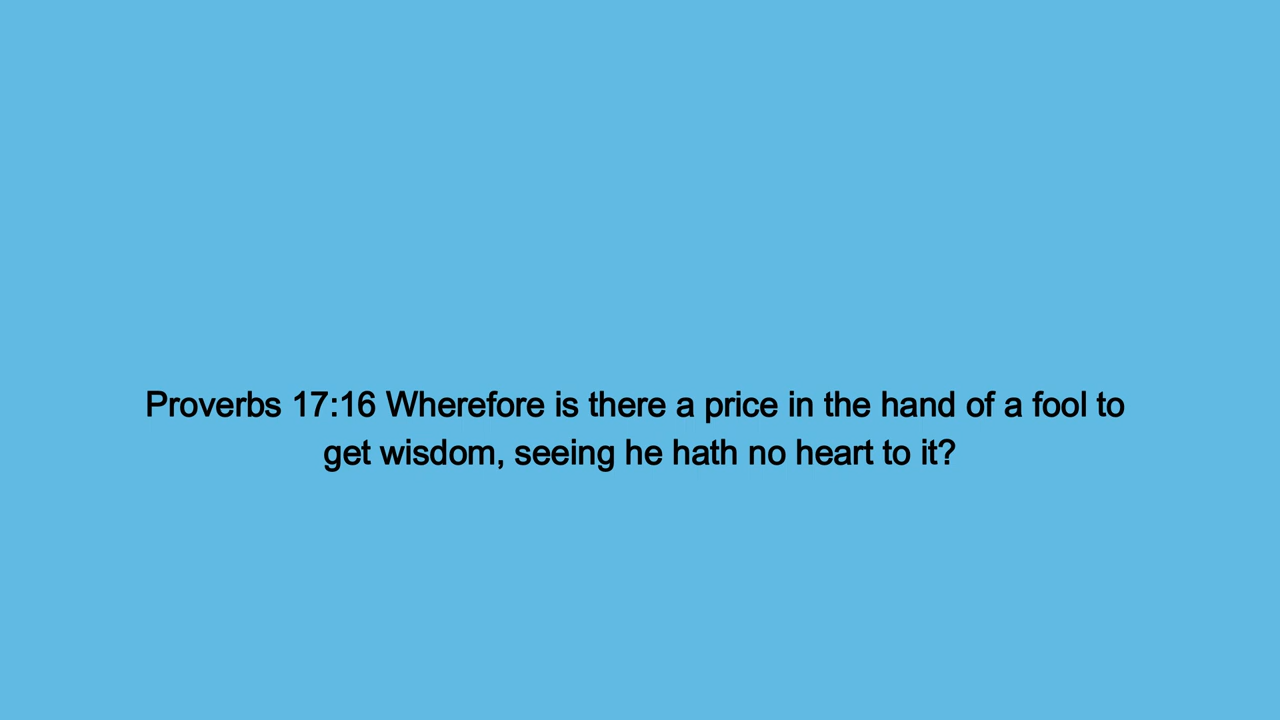 Proverbs 17:16 Wherefore is there a price in the hand of a fool to
get wisdom, seeing he hath no heart to it?